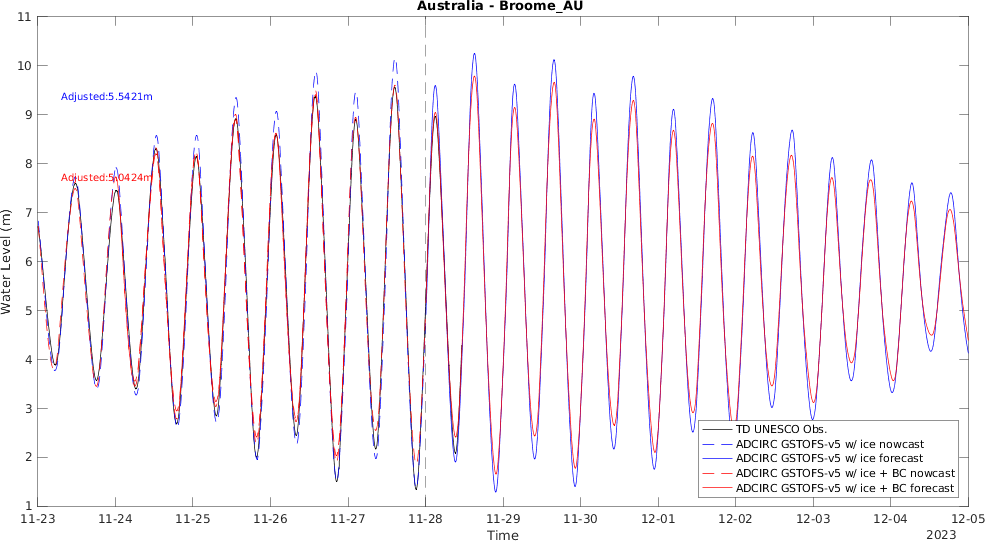 Australia - Broome_AU
11
10
9
8
7
6
5
4
3
2
1
Water Level (m)
Adjusted:5.5421m
Adjusted:5.0424m
TD UNESCO Obs.
ADCIRC GSTOFS-v5 w/ ice nowcast
ADCIRC GSTOFS-v5 w/ ice forecast
ADCIRC GSTOFS-v5 w/ ice + BC nowcast
ADCIRC GSTOFS-v5 w/ ice + BC forecast
11-23 11-24 11-25 11-26 11-27 11-28 11-29 11-30 12-01 12-02 12-03 12-04 12-05
Time
2023